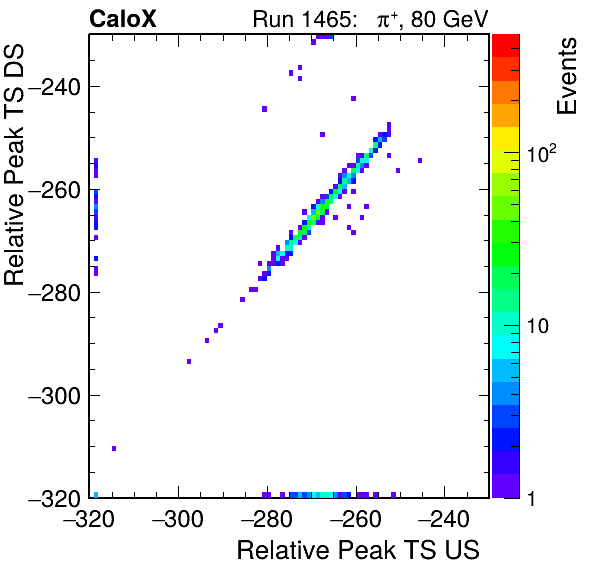 CaloX Run 1465: π⁺, 80 GeV
Relative Peak TS DS
−240
−260
−280
−300
−320
−320 −300 −280 −260 −240
Relative Peak TS US
Events
10²
10
1